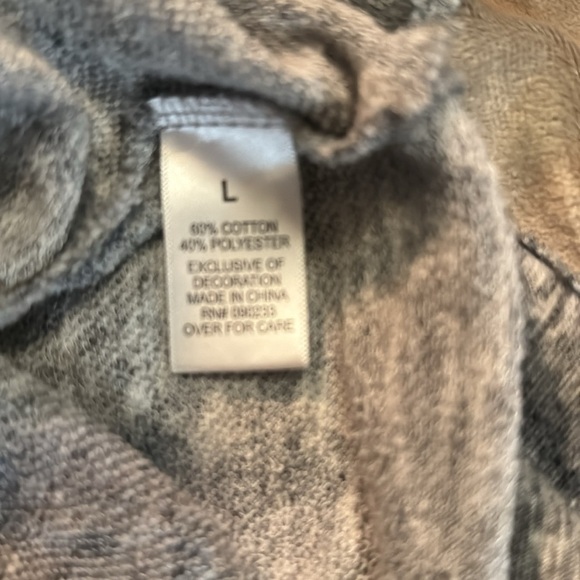 L
60% COTTON
40% POLYESTER
EXCLUSIVE OF
DECORATION
MADE IN CHINA
RN#
OVER FOR CARE